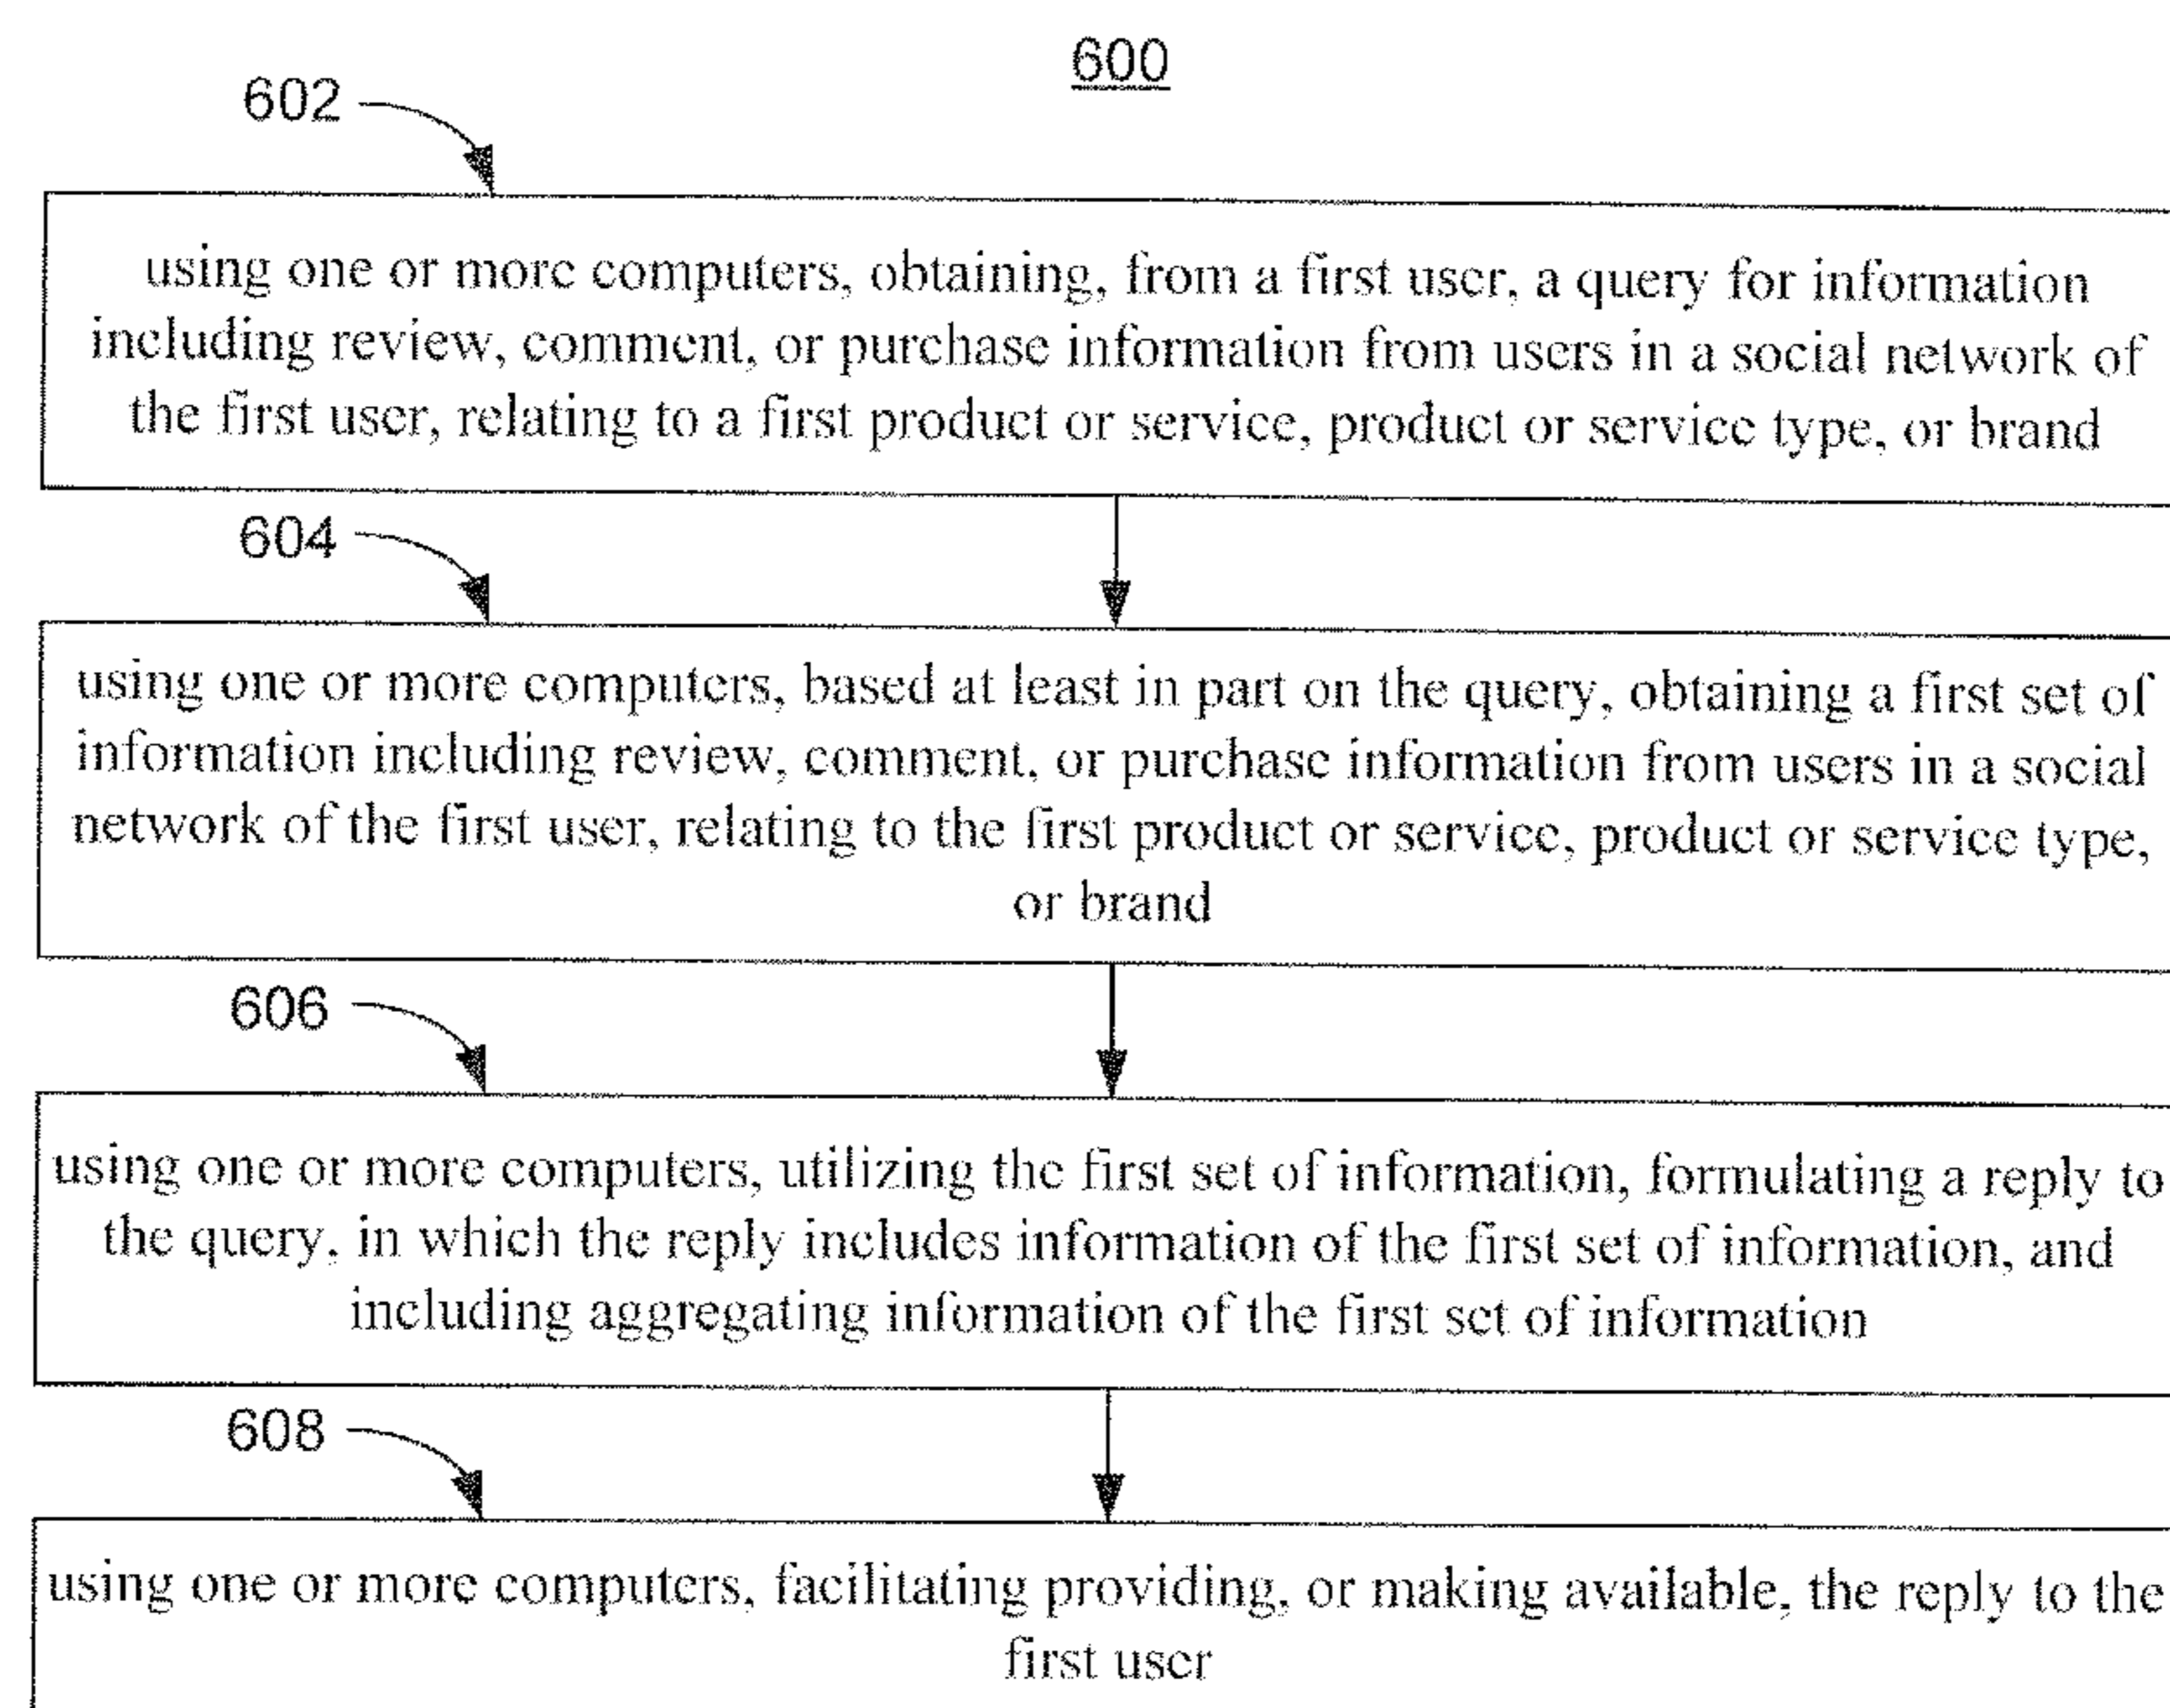 600
602
using one or more computers, obtaining, from a first user, a query for information
including review, comment, or purchase information from users in a social network of
the first user, relating to a first product or service, product or service type, or brand
604
using one or more computers, based at least in part on the query, obtaining a first set of
information including review, comment, or purchase information from users in a social
network of the first user, relating to the first product or service, product or service type,
or brand
606
using one or more computers, utilizing the first set of information, formulating a reply to
the query, in which the reply includes information of the first set of information, and
including aggregating information of the first set of information
608
using one or more computers, facilitating providing, or making available, the reply to the
first user